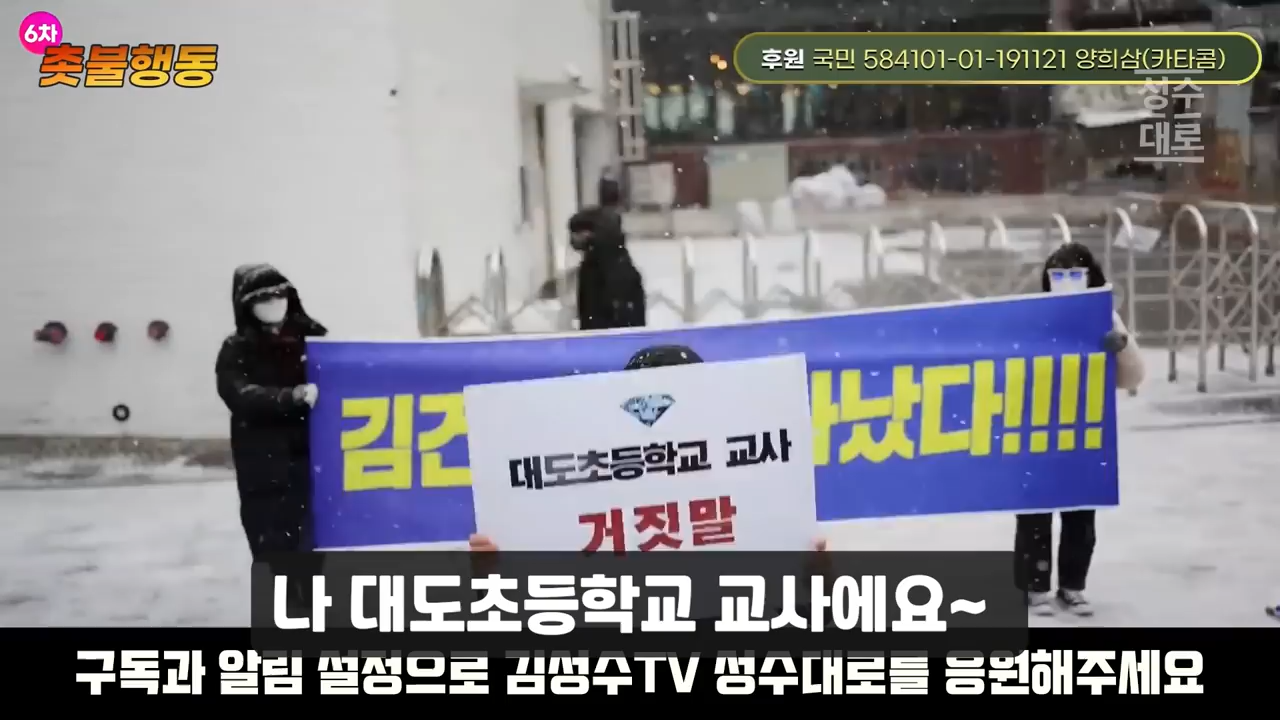 6차
촛불행동
후원 국민 584101-01-191121 양희삼(카타콤)
성수
대로
김건
났다!!!!
대도초등학교 교사
거짓말
나 대도초등학교 교사에요~
구독과 알림 설정으로 김성수TV 성수대로를 응원해주세요